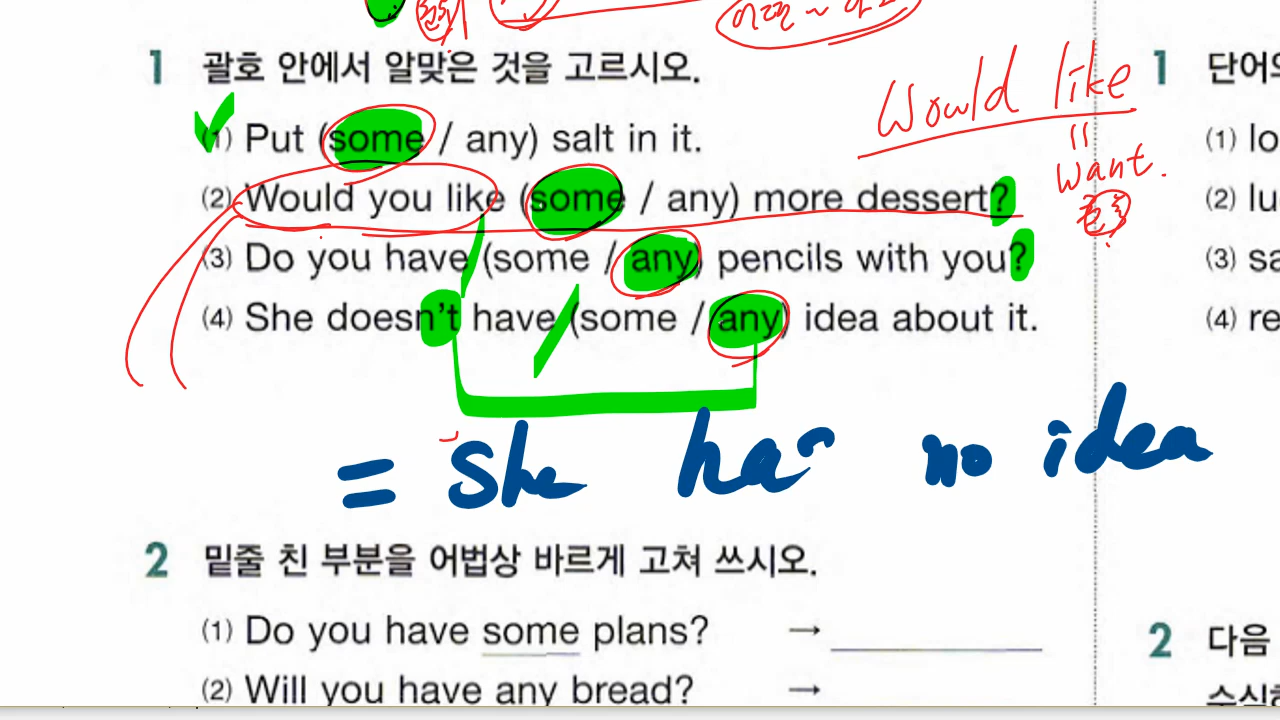 1 괄호 안에서 알맞은 것을 고르시오.
(1) Put (some / any) salt in it.
(2) Would you like (some / any) more dessert?
(3) Do you have (some / any) pencils with you?
(4) She doesn't have (some / any) idea about it.
= She has no idea
Would like
=
want.
2 밑줄 친 부분을 어법상 바르게 고쳐 쓰시오.
(1) Do you have some plans? →
(2) Will you have any bread? →
1 단어의
(1) lo
(2) lu
(3) sa
(4) re
2 다음